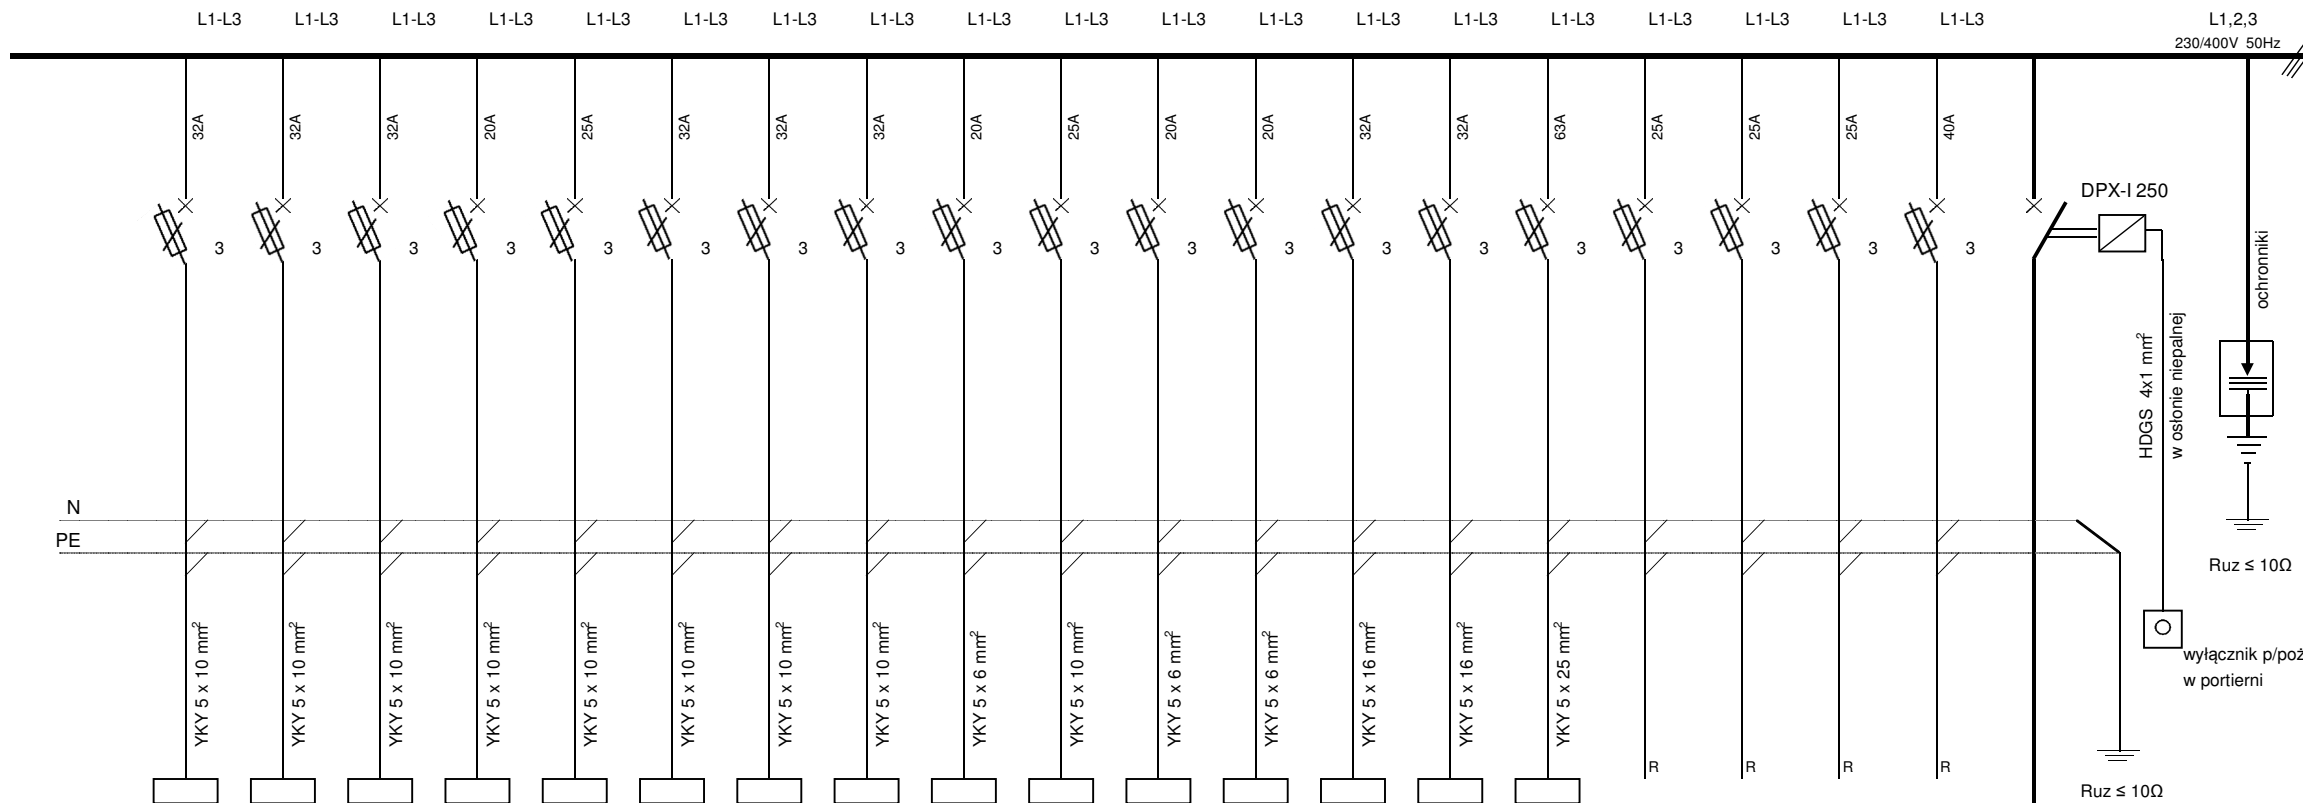 L1-L3 L1-L3 L1-L3 L1-L3 L1-L3 L1-L3 L1-L3 L1-L3 L1-L3 L1-L3 L1-L3 L1-L3 L1-L3 L1-L3 L1-L3 L1-L3 L1-L3 L1-L3 L1-L3 L1,2,3
230/400V 50Hz
32A 32A 32A 20A 25A 32A 32A 32A 20A 25A 20A 20A 32A 32A 63A 25A 25A 25A 40A
DPX-I 250
3 3 3 3 3 3 3 3 3 3 3 3 3 3 3 3 3 3 3
ochronniki
HDGS 4x1 mm²
w osłonie niepalnej
N
PE
Ruz ≤ 10Ω
YKY 5 x 10 mm²
YKY 5 x 10 mm²
YKY 5 x 10 mm²
YKY 5 x 10 mm²
YKY 5 x 10 mm²
YKY 5 x 10 mm²
YKY 5 x 10 mm²
YKY 5 x 10 mm²
YKY 5 x 6 mm²
YKY 5 x 10 mm²
YKY 5 x 6 mm²
YKY 5 x 6 mm²
YKY 5 x 16 mm²
YKY 5 x 16 mm²
YKY 5 x 25 mm²
wyłącznik p/poż
w portierni
R R R R
Ruz ≤ 10Ω